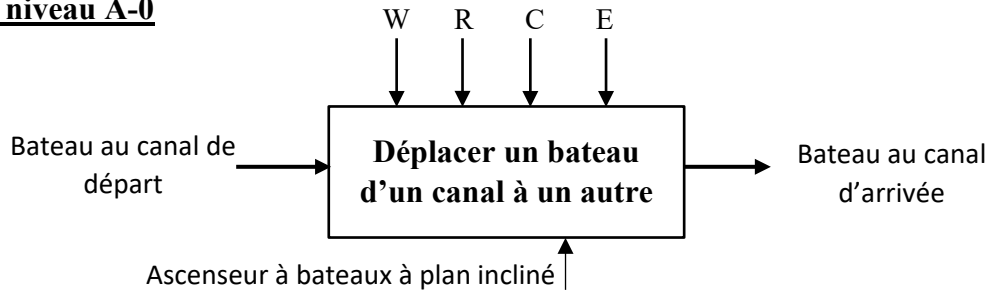 niveau A-0
W R C E
Bateau au canal de
départ
Déplacer un bateau
d'un canal à un autre
Bateau au canal
d'arrivée
Ascenseur à bateaux à plan incliné